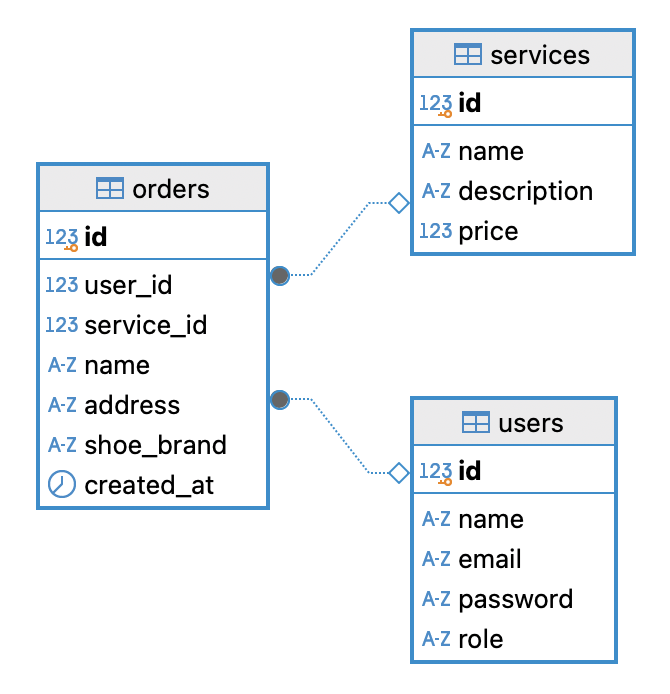 services
123 id
A-Z name
A-Z description
123 price
orders
123 id
123 user_id
123 service_id
A-Z name
A-Z address
A-Z shoe_brand
created_at
users
123 id
A-Z name
A-Z email
A-Z password
A-Z role